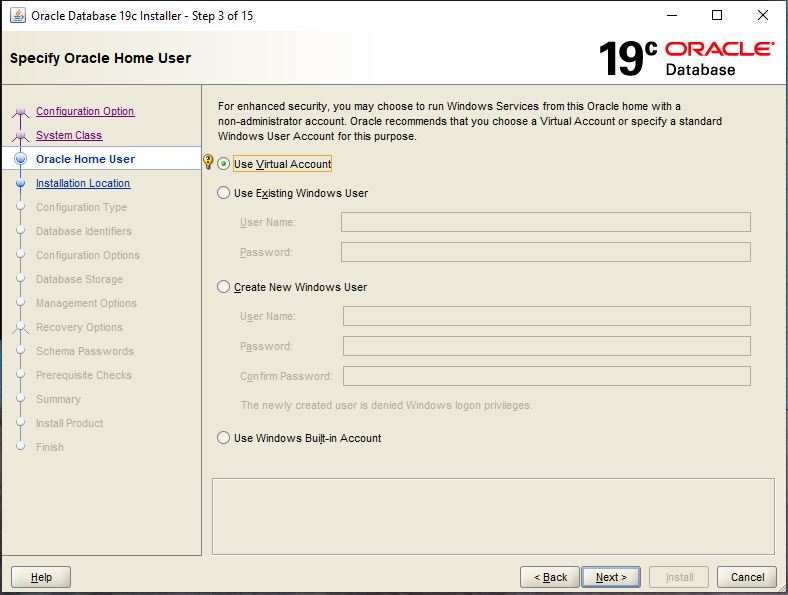 Oracle Database 19c Installer - Step 3 of 15
Specify Oracle Home User
19c ORACLE
Database
Configuration Option
System Class
Oracle Home User
Installation Location
Configuration Type
Database Identifiers
Configuration Options
Database Storage
Management Options
Recovery Options
Schema Passwords
Prerequisite Checks
Summary
Install Product
Finish
For enhanced security, you may choose to run Windows Services from this Oracle home with a
non-administrator account. Oracle recommends that you choose a Virtual Account or specify a standard
Windows User Account for this purpose.
Use Virtual Account
Use Existing Windows User
User Name:
Password:
Create New Windows User
User Name:
Password:
Confirm Password:
The newly created user is denied Windows logon privileges.
Use Windows Built-in Account
Help
< Back
Next >
Install
Cancel